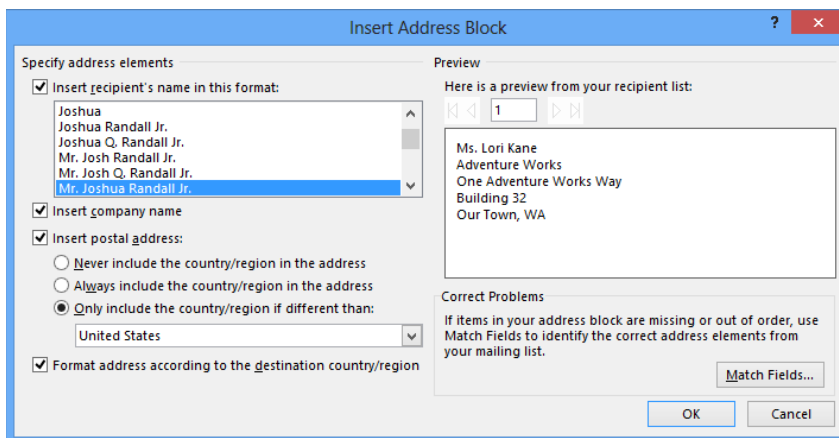 Insert Address Block
?
Specify address elements
Insert recipient's name in this format:
Joshua
Joshua Randall Jr.
Joshua Q. Randall Jr.
Mr. Josh Randall Jr.
Mr. Josh Q. Randall Jr.
Mr. Joshua Randall Jr.
Insert company name
Insert postal address:
Never include the country/region in the address
Always include the country/region in the address
Only include the country/region if different than:
United States
Format address according to the destination country/region
Preview
Here is a preview from your recipient list:
1
Ms. Lori Kane
Adventure Works
One Adventure Works Way
Building 32
Our Town, WA
Correct Problems
If items in your address block are missing or out of order, use
Match Fields to identify the correct address elements from
your mailing list.
Match Fields...
OK
Cancel